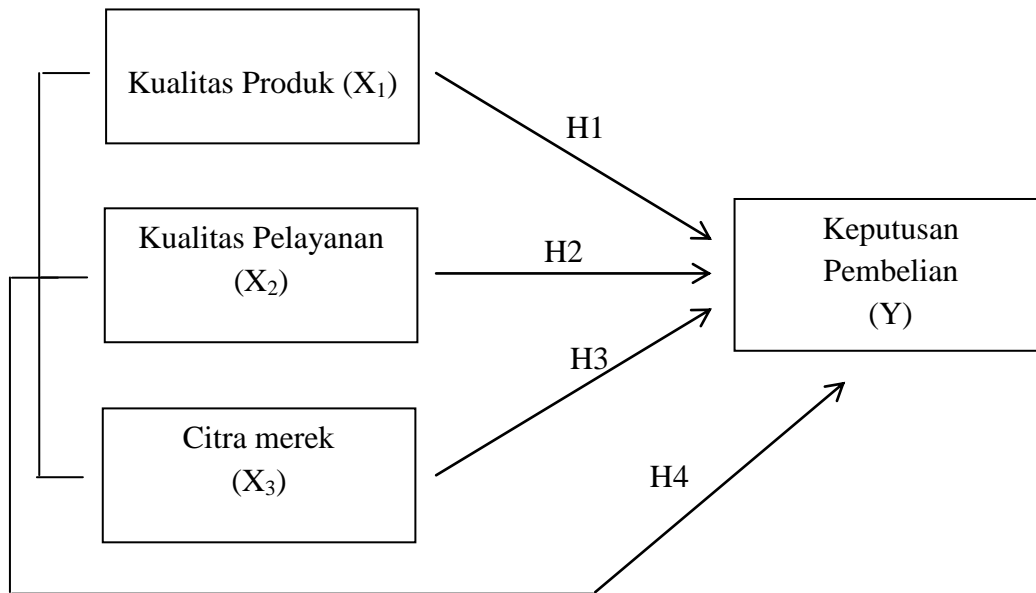 Kualitas Produk (X₁)
H1
Kualitas Pelayanan
(X₂)
H2
Keputusan
Pembelian
(Y)
H3
Citra merek
(X₃)
H4